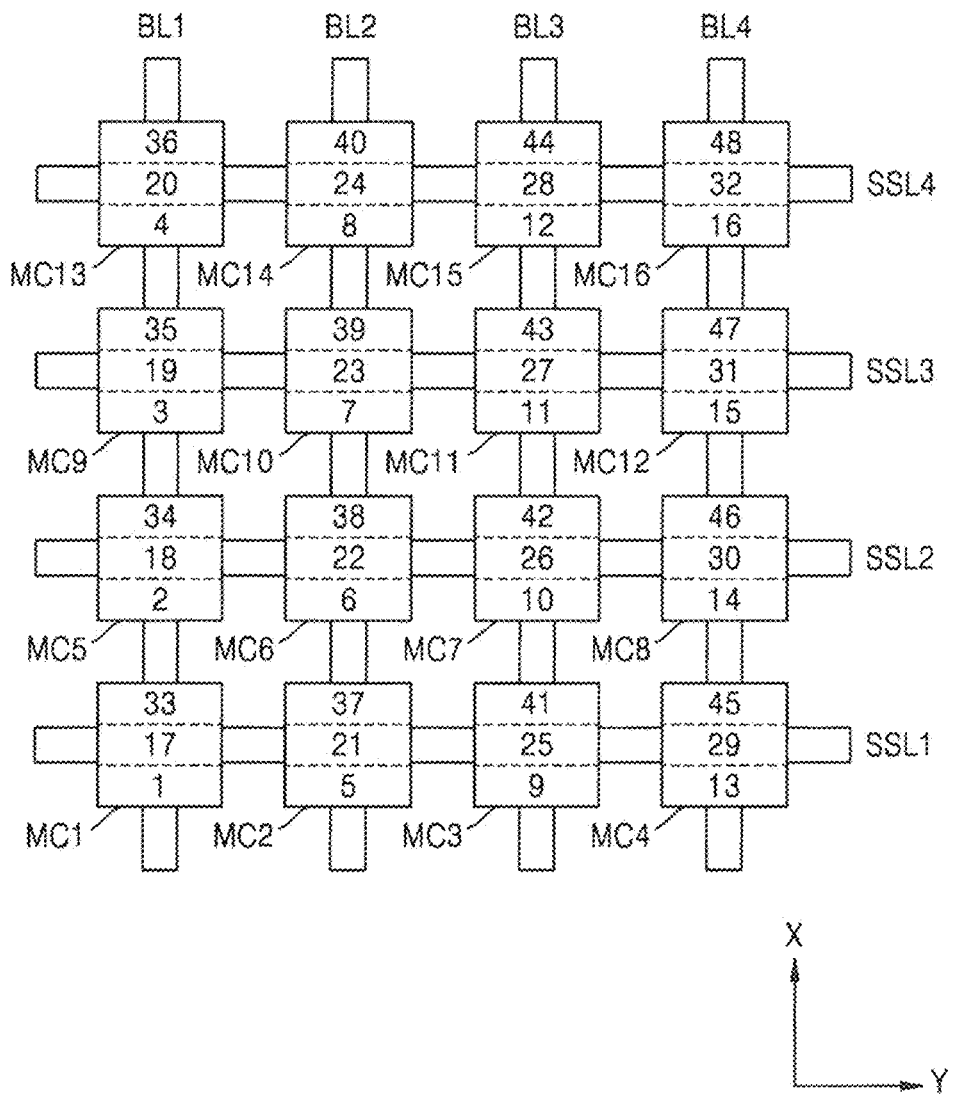 BL1 BL2 BL3 BL4
36 40 44 48
20 24 28 32 SSL4
4 8 12 16
MC13 MC14 MC15 MC16
35 39 43 47
19 23 27 31 SSL3
3 7 11 15
MC9 MC10 MC11 MC12
34 38 42 46
18 22 26 30 SSL2
2 6 10 14
MC5 MC6 MC7 MC8
33 37 41 45
17 21 25 29 SSL1
1 5 9 13
MC1 MC2 MC3 MC4
X
Y